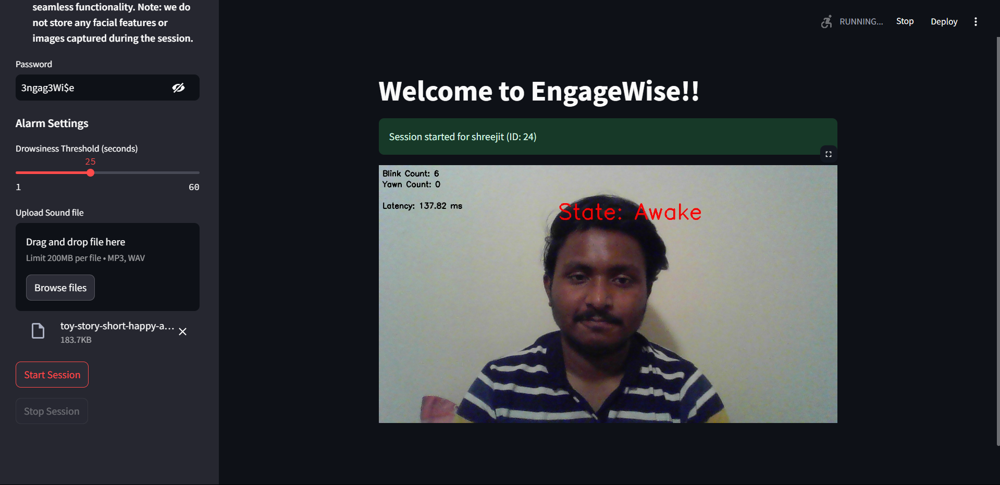 seamless functionality. Note: we do
not store any facial features or
images captured during the session.
Password
3ngag3Wi$e
Alarm Settings
Drowsiness Threshold (seconds)
25
1
60
Upload Sound file
Drag and drop file here
Limit 200MB per file • MP3, WAV
Browse files
toy-story-short-happy-a...
183.7KB
Start Session
Stop Session
RUNNING...
Stop
Deploy
Welcome to EngageWise!!
Session started for shreejit (ID: 24)
Blink Count: 6
Yawn Count: 0
Latency: 137.82 ms
State: Awake